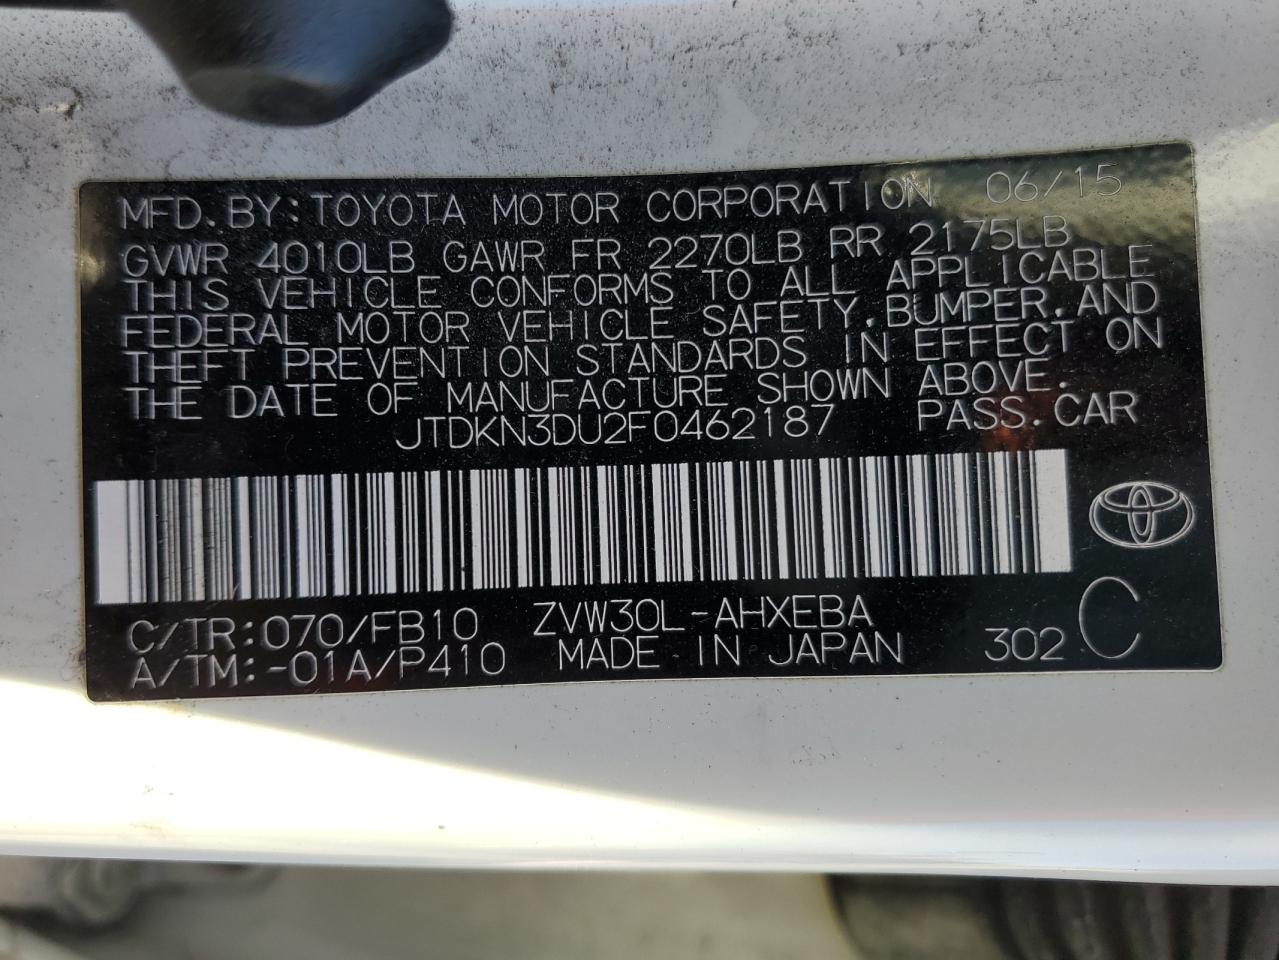 MFD.BY:TOYOTA MOTOR CORPORATION 06/15
GVWR 4010LB GAWR FR 2270LB RR 2175LB
THIS VEHICLE CONFORMS TO ALL APPLICABLE
FEDERAL MOTOR VEHICLE SAFETY,BUMPER,AND
THEFT PREVENTION STANDARDS IN EFFECT ON
THE DATE OF MANUFACTURE SHOWN ABOVE.
JTDKN3DU2F0462187 PASS.CAR
C/TR:070/FB10 ZVW30L-AHXEBA
A/TM:-01A/P410 MADE IN JAPAN 302 C